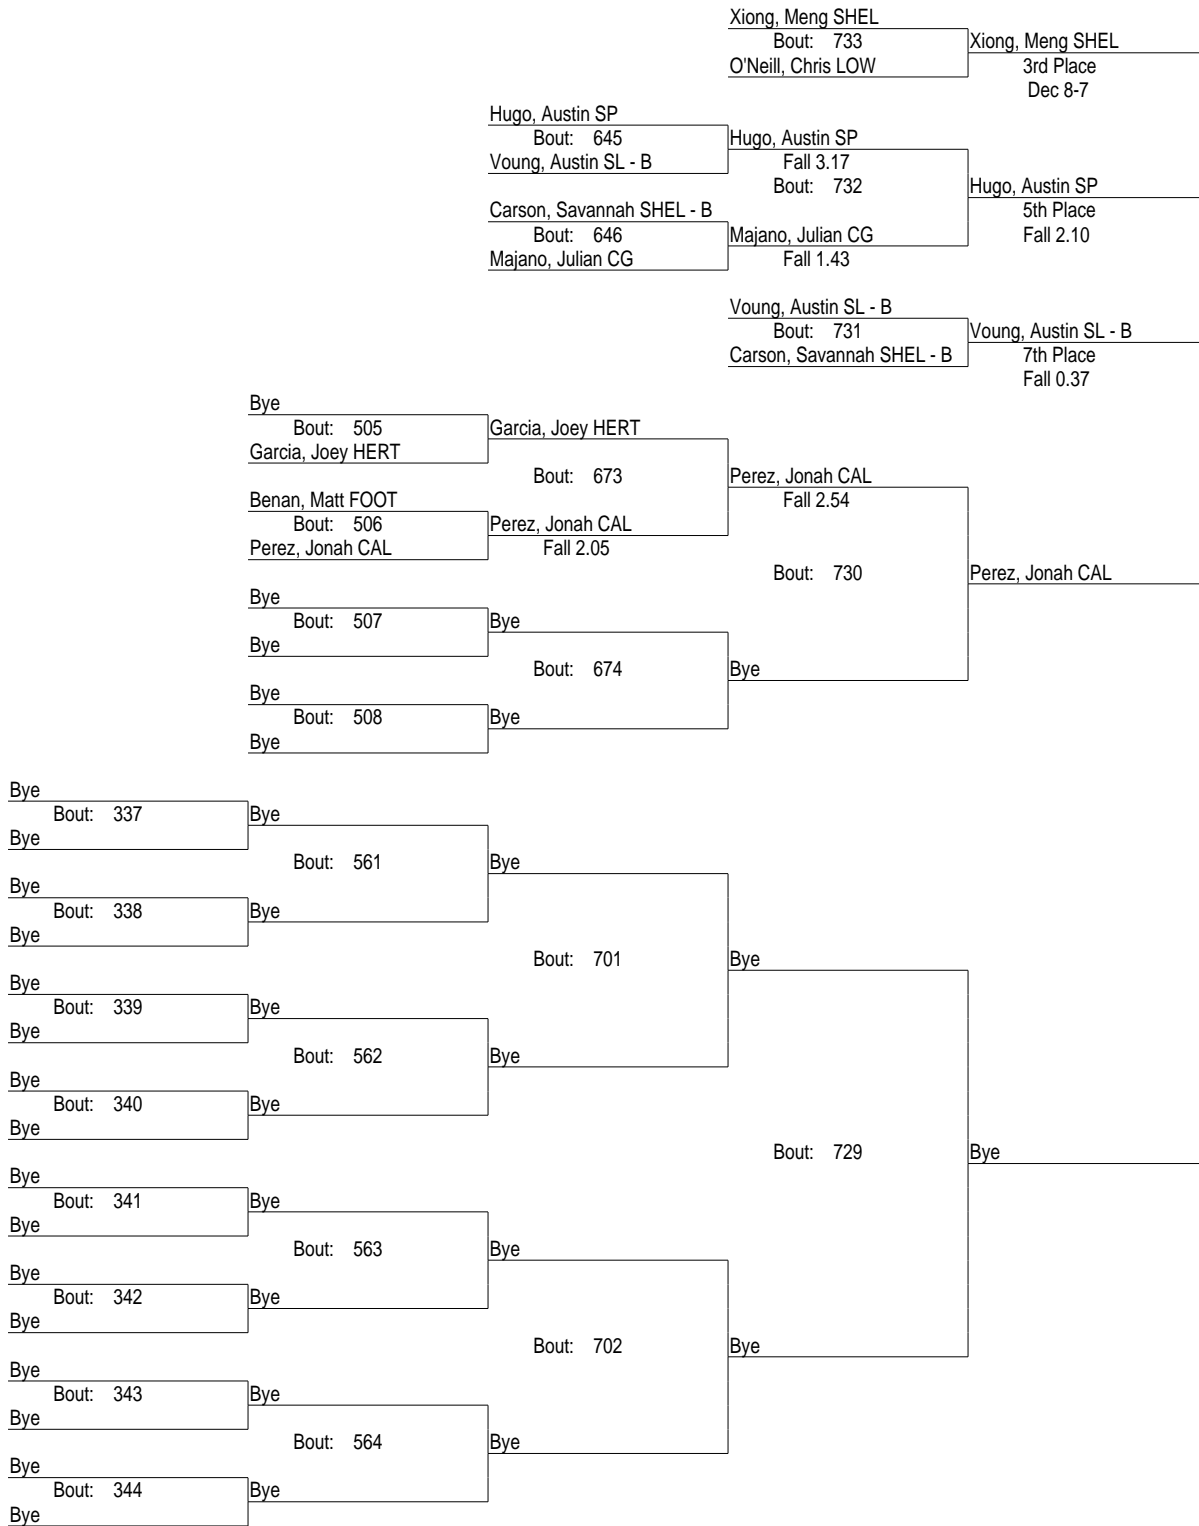 Xiong, Meng SHEL
Bout: 733
Xiong, Meng SHEL
O'Neill, Chris LOW
3rd Place
Dec 8-7
Hugo, Austin SP
Bout: 645
Hugo, Austin SP
Voung, Austin SL - B
Fall 3.17
Bout: 732
Hugo, Austin SP
Carson, Savannah SHEL - B
5th Place
Bout: 646
Majano, Julian CG
Fall 2.10
Majano, Julian CG
Fall 1.43
Voung, Austin SL - B
Bout: 731
Voung, Austin SL - B
Carson, Savannah SHEL - B
7th Place
Fall 0.37
Bye
Bout: 505
Garcia, Joey HERT
Garcia, Joey HERT
Bout: 673
Perez, Jonah CAL
Benan, Matt FOOT
Fall 2.54
Bout: 506
Perez, Jonah CAL
Perez, Jonah CAL
Fall 2.05
Bout: 730
Perez, Jonah CAL
Bye
Bout: 507
Bye
Bye
Bout: 674
Bye
Bye
Bout: 508
Bye
Bye
Bye
Bout: 337
Bye
Bye
Bout: 561
Bye
Bye
Bout: 338
Bye
Bye
Bout: 701
Bye
Bye
Bout: 339
Bye
Bye
Bout: 562
Bye
Bye
Bout: 340
Bye
Bye
Bout: 729
Bye
Bye
Bout: 341
Bye
Bye
Bout: 563
Bye
Bye
Bout: 342
Bye
Bye
Bout: 702
Bye
Bye
Bout: 343
Bye
Bye
Bout: 564
Bye
Bye
Bout: 344
Bye
Bye